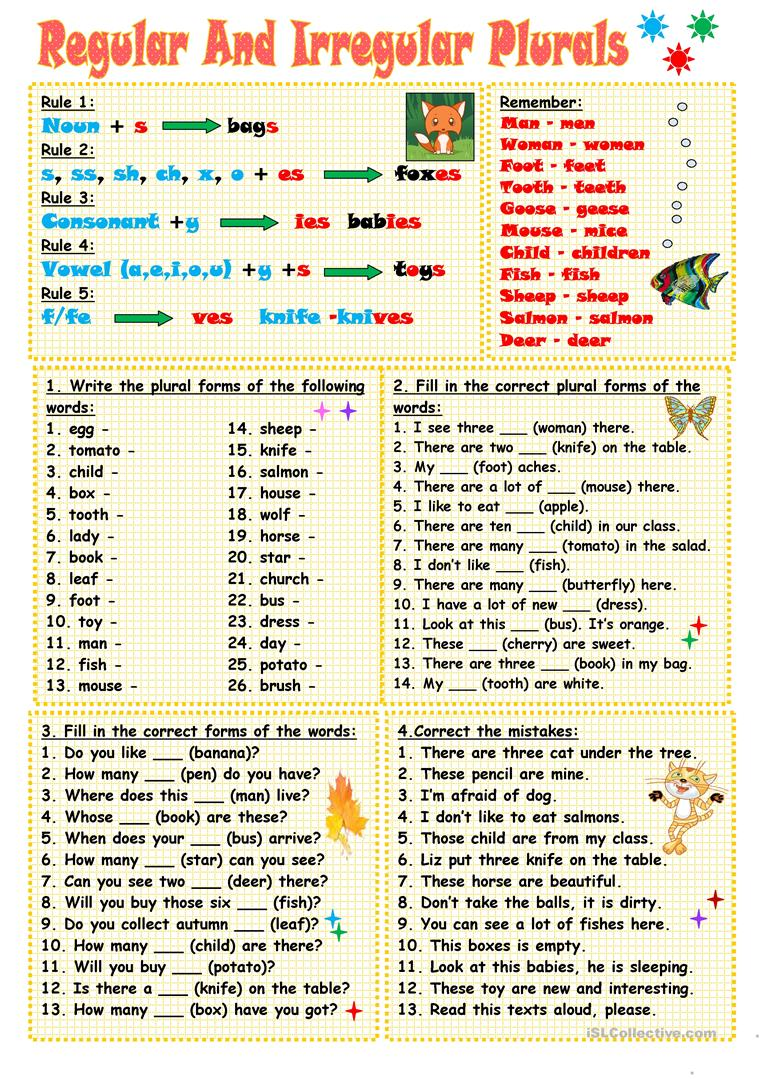 Regular And Irregular Plurals
Rule 1:
Noun + s bags
Rule 2:
s, ss, sh, ch, x, o + es foxes
Rule 3:
Consonant +y ies babies
Rule 4:
Vowel (a,e,i,o,u) +y +s toys
Rule 5:
f/fe ves knife -knives
Remember:
Man - men
Woman - women
Foot - feet
Tooth - teeth
Goose - geese
Mouse - mice
Child - children
Fish - fish
Sheep - sheep
Salmon - salmon
Deer - deer
1. Write the plural forms of the following
words:
1. egg -
2. tomato -
3. child -
4. box -
5. tooth -
6. lady -
7. book -
8. leaf -
9. foot -
10. toy -
11. man -
12. fish -
13. mouse -
14. sheep -
15. knife -
16. salmon -
17. house -
18. wolf -
19. horse -
20. star -
21. church -
22. bus -
23. dress -
24. day -
25. potato -
26. brush -
2. Fill in the correct plural forms of the
words:
1. I see three ___ (woman) there.
2. There are two ___ (knife) on the table.
3. My ___ (foot) aches.
4. There are a lot of ___ (mouse) there.
5. I like to eat ___ (apple).
6. There are ten ___ (child) in our class.
7. There are many ___ (tomato) in the salad.
8. I don't like ___ (fish).
9. There are many ___ (butterfly) here.
10. I have a lot of new ___ (dress).
11. Look at this ___ (bus). It's orange.
12. These ___ (cherry) are sweet.
13. There are three ___ (book) in my bag.
14. My ___ (tooth) are white.
3. Fill in the correct forms of the words:
1. Do you like ___ (banana)?
2. How many ___ (pen) do you have?
3. Where does this ___ (man) live?
4. Whose ___ (book) are these?
5. When does your ___ (bus) arrive?
6. How many ___ (star) can you see?
7. Can you see two ___ (deer) there?
8. Will you buy those six ___ (fish)?
9. Do you collect autumn ___ (leaf)?
10. How many ___ (child) are there?
11. Will you buy ___ (potato)?
12. Is there a ___ (knife) on the table?
13. How many ___ (box) have you got?
4.Correct the mistakes:
1. There are three cat under the tree.
2. These pencil are mine.
3. I'm afraid of dog.
4. I don't like to eat salmons.
5. Those child are from my class.
6. Liz put three knife on the table.
7. These horse are beautiful.
8. Don't take the balls, it is dirty.
9. You can see a lot of fishes here.
10. This boxes is empty.
11. Look at this babies, he is sleeping.
12. These toy are new and interesting.
13. Read this texts aloud, please.
iSLCollective.com